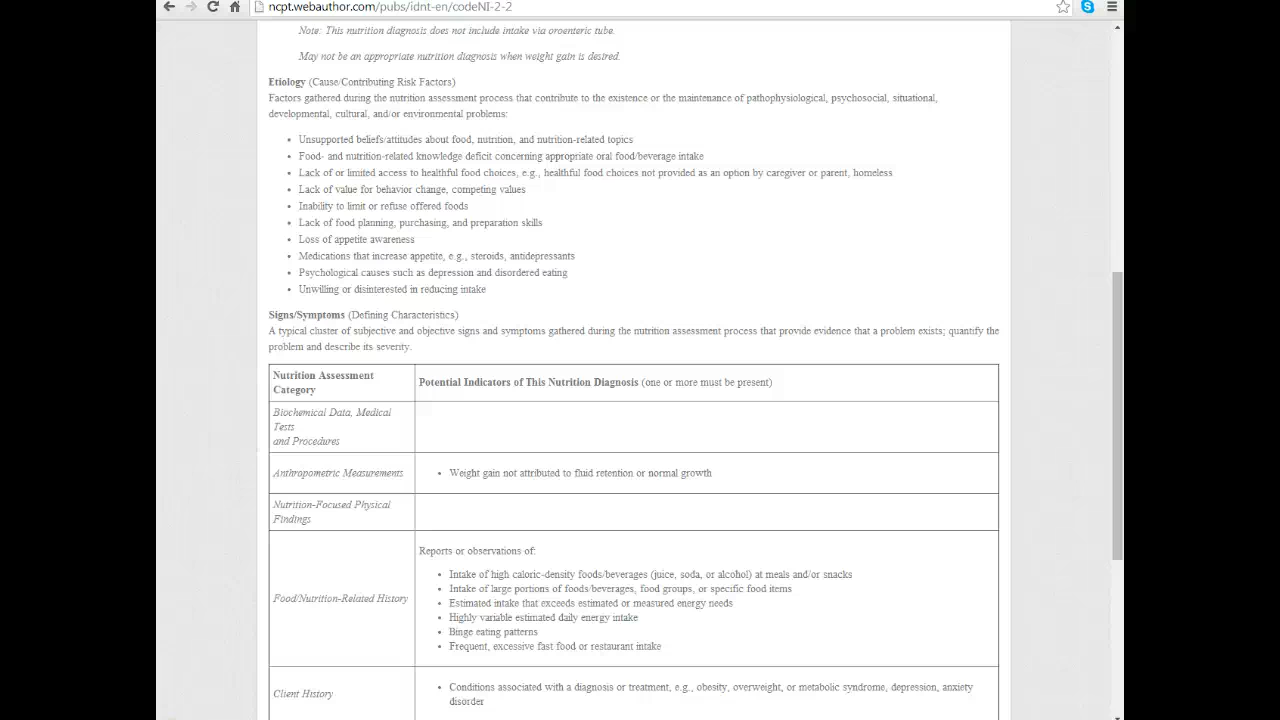 ncpt.webauthor.com/pubs/idnt-en/codeNI-2-2
Note: This nutrition diagnosis does not include intake via oroenteric tube.
May not be an appropriate nutrition diagnosis when weight gain is desired.
Etiology (Cause/Contributing Risk Factors)
Factors gathered during the nutrition assessment process that contribute to the existence or the maintenance of pathophysiological, psychosocial, situational,
developmental, cultural, and/or environmental problems:
• Unsupported beliefs/attitudes about food, nutrition, and nutrition-related topics
• Food- and nutrition-related knowledge deficit concerning appropriate oral food/beverage intake
• Lack of or limited access to healthful food choices, e.g., healthful food choices not provided as an option by caregiver or parent, homeless
• Lack of value for behavior change, competing values
• Inability to limit or refuse offered foods
• Lack of food planning, purchasing, and preparation skills
• Loss of appetite awareness
• Medications that increase appetite, e.g., steroids, antidepressants
• Psychological causes such as depression and disordered eating
• Unwilling or disinterested in reducing intake
Signs/Symptoms (Defining Characteristics)
A typical cluster of subjective and objective signs and symptoms gathered during the nutrition assessment process that provide evidence that a problem exists; quantify the
problem and describe its severity.
Nutrition Assessment
Category
Potential Indicators of This Nutrition Diagnosis (one or more must be present)
Biochemical Data, Medical
Tests
and Procedures
Anthropometric Measurements
• Weight gain not attributed to fluid retention or normal growth
Nutrition-Focused Physical
Findings
Food/Nutrition-Related History
Reports or observations of:
• Intake of high caloric-density foods/beverages (juice, soda, or alcohol) at meals and/or snacks
• Intake of large portions of foods/beverages, food groups, or specific food items
• Estimated intake that exceeds estimated or measured energy needs
• Highly variable estimated daily energy intake
• Binge eating patterns
• Frequent, excessive fast food or restaurant intake
Client History
• Conditions associated with a diagnosis or treatment, e.g., obesity, overweight, or metabolic syndrome, depression, anxiety
disorder